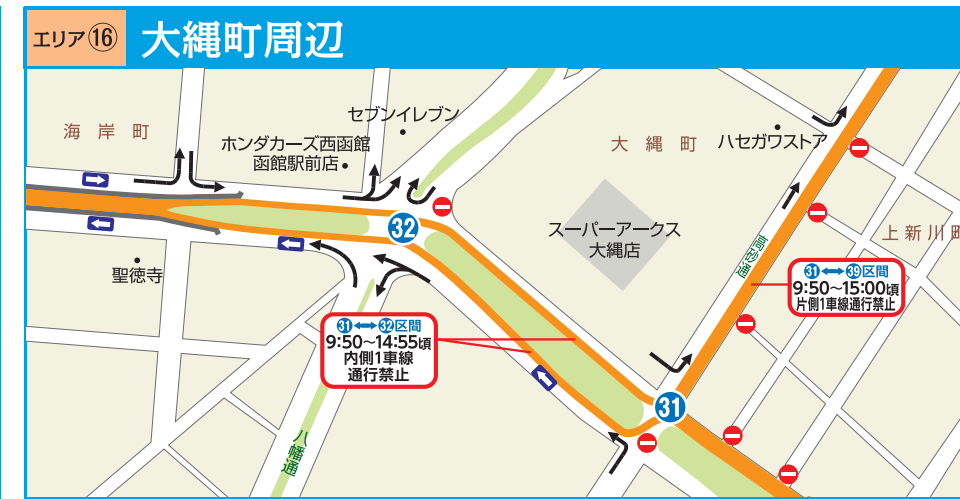 エリア⑯
大縄町周辺
海岸町
セブンイレブン
ホンダカーズ西函館
函館駅前店
大縄町
ハセガワストア
32
スーパーアークス
大縄店
上新川町
高砂通
聖徳寺
31⟷39区間
9:50〜15:00頃
片側1車線通行禁止
31⟷32区間
9:50〜14:55頃
内側1車線
通行禁止
31
八幡通